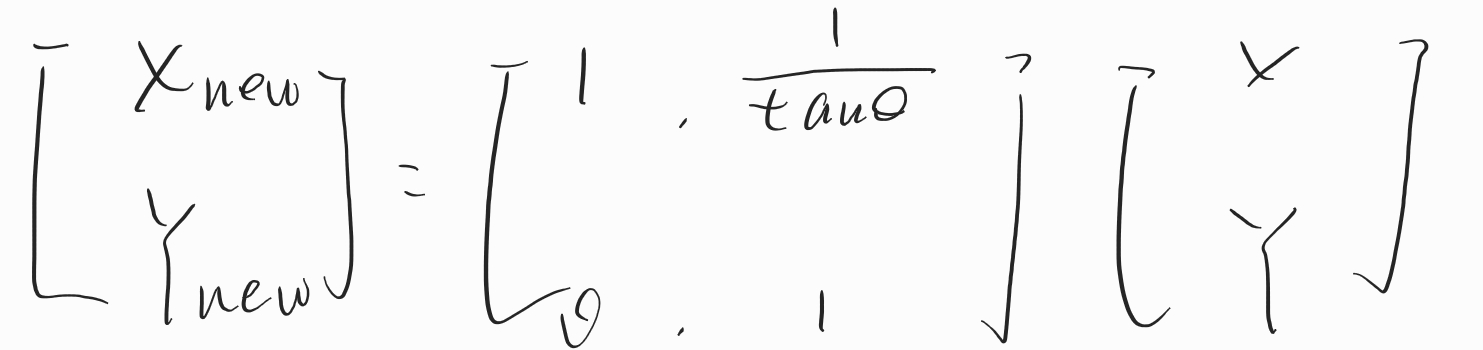 [ Xnew ] = [ 1 , 1/tanθ ] [ X ]
[ Ynew ] [ 0 . 1 ] [ Y ]